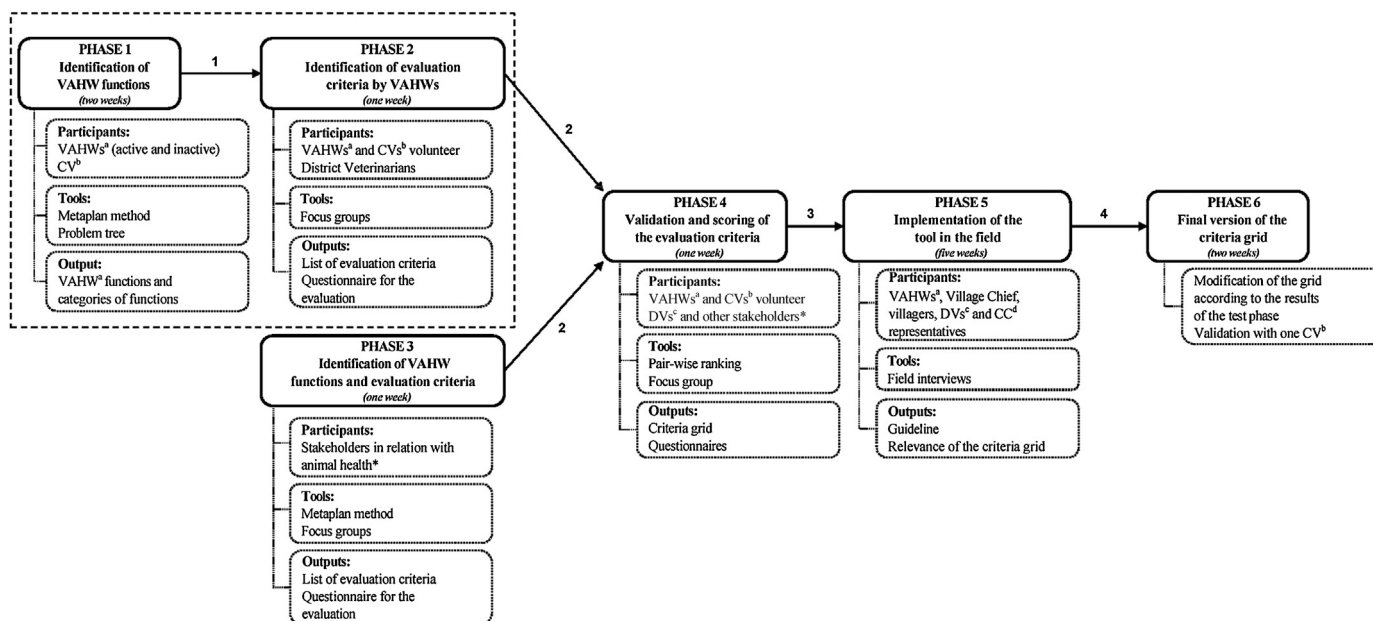 PHASE 1
Identification of
VAHW functions
(two weeks)
Participants:
VAHWsᵃ (active and inactive)
CVᵇ
Tools:
Metaplan method
Problem tree
Output:
VAHWᵃ functions and
categories of functions
1
PHASE 2
Identification of evaluation
criteria by VAHWs
(one week)
Participants:
VAHWsᵃ and CVsᵇ volunteer
District Veterinarians
Tools:
Focus groups
Outputs:
List of evaluation criteria
Questionnaire for the
evaluation
2
PHASE 3
Identification of VAHW
functions and evaluation criteria
(one week)
Participants:
Stakeholders in relation with
animal health*
Tools:
Metaplan method
Focus groups
Outputs:
List of evaluation criteria
Questionnaire for the
evaluation
2
PHASE 4
Validation and scoring of
the evaluation criteria
(one week)
Participants:
VAHWsᵃ and CVsᵇ volunteer
DVsᶜ and other stakeholders*
Tools:
Pair-wise ranking
Focus group
Outputs:
Criteria grid
Questionnaires
3
PHASE 5
Implementation of the
tool in the field
(five weeks)
Participants:
VAHWsᵃ, Village Chief,
villagers, DVsᶜ and CCᵈ
representatives
Tools:
Field interviews
Outputs:
Guideline
Relevance of the criteria grid
4
PHASE 6
Final version of the
criteria grid
(two weeks)
Modification of the grid
according to the results
of the test phase
Validation with one CVᵇ